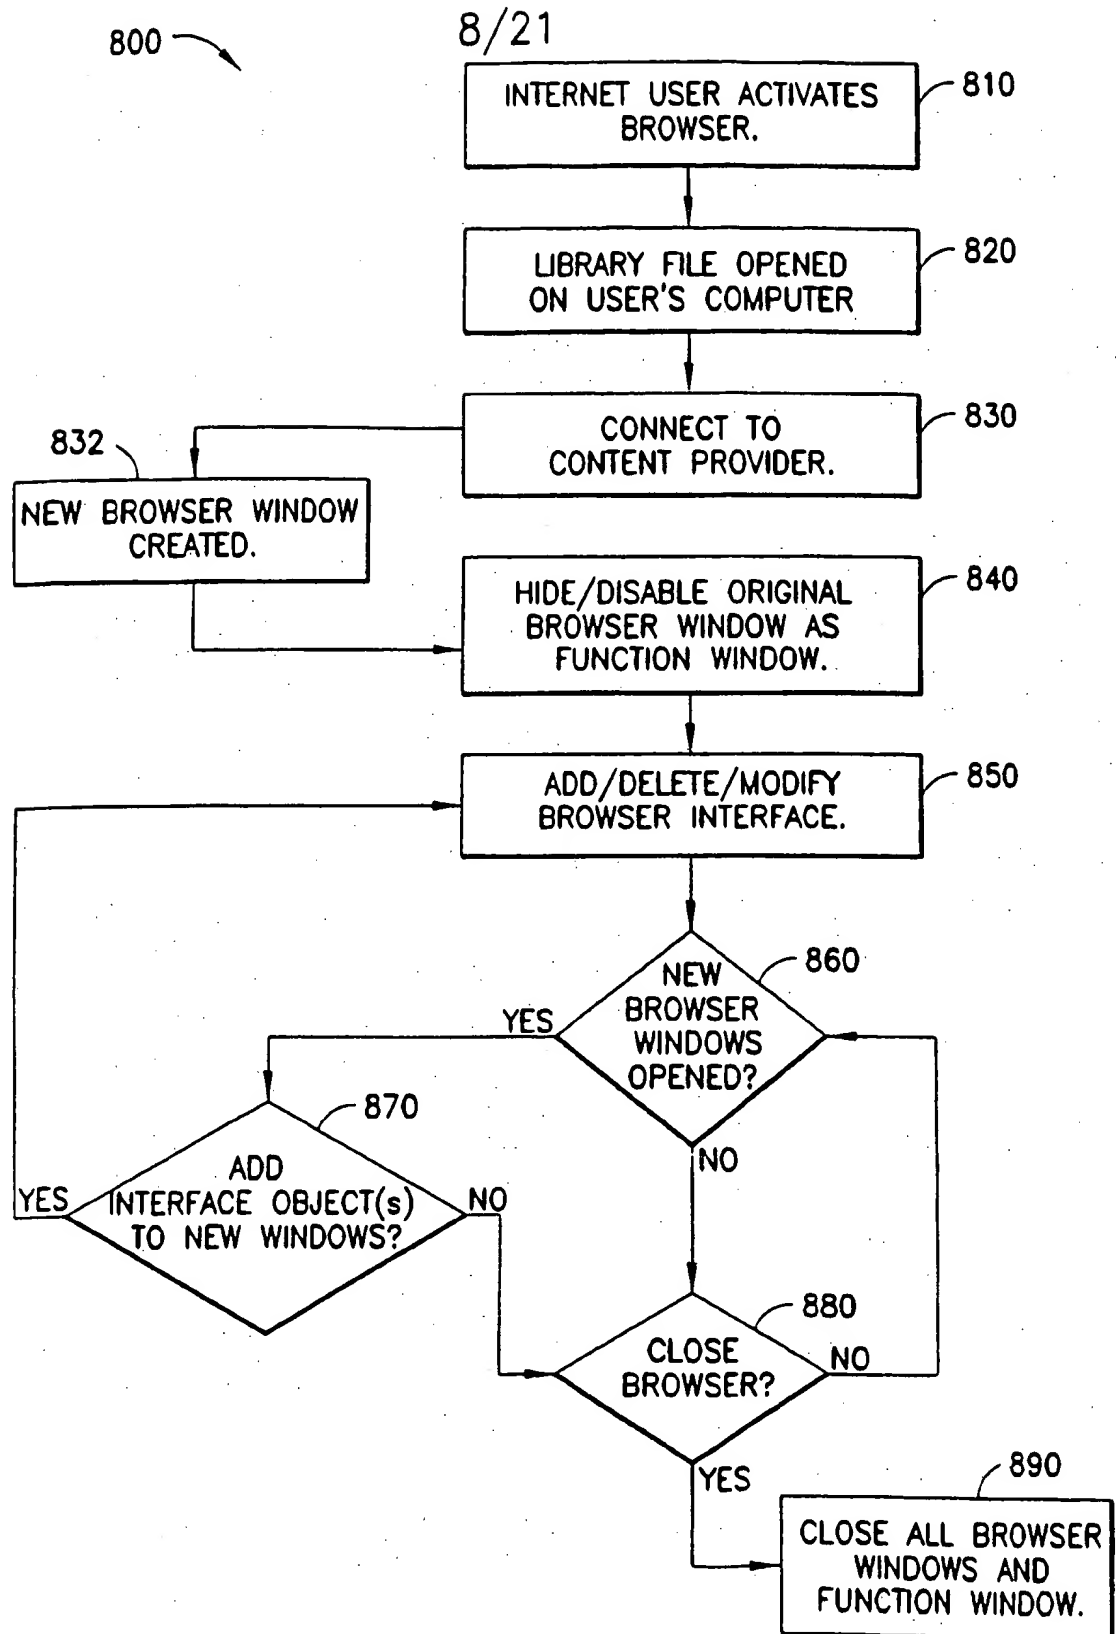 8/21
800
INTERNET USER ACTIVATES
BROWSER.
810
LIBRARY FILE OPENED
ON USER'S COMPUTER
820
CONNECT TO
CONTENT PROVIDER.
830
832
NEW BROWSER WINDOW
CREATED.
HIDE/DISABLE ORIGINAL
BROWSER WINDOW AS
FUNCTION WINDOW.
840
ADD/DELETE/MODIFY
BROWSER INTERFACE.
850
NEW
BROWSER
WINDOWS
OPENED?
860
YES
NO
870
ADD
INTERFACE OBJECT(s)
TO NEW WINDOWS?
YES
NO
880
CLOSE
BROWSER?
NO
YES
890
CLOSE ALL BROWSER
WINDOWS AND
FUNCTION WINDOW.